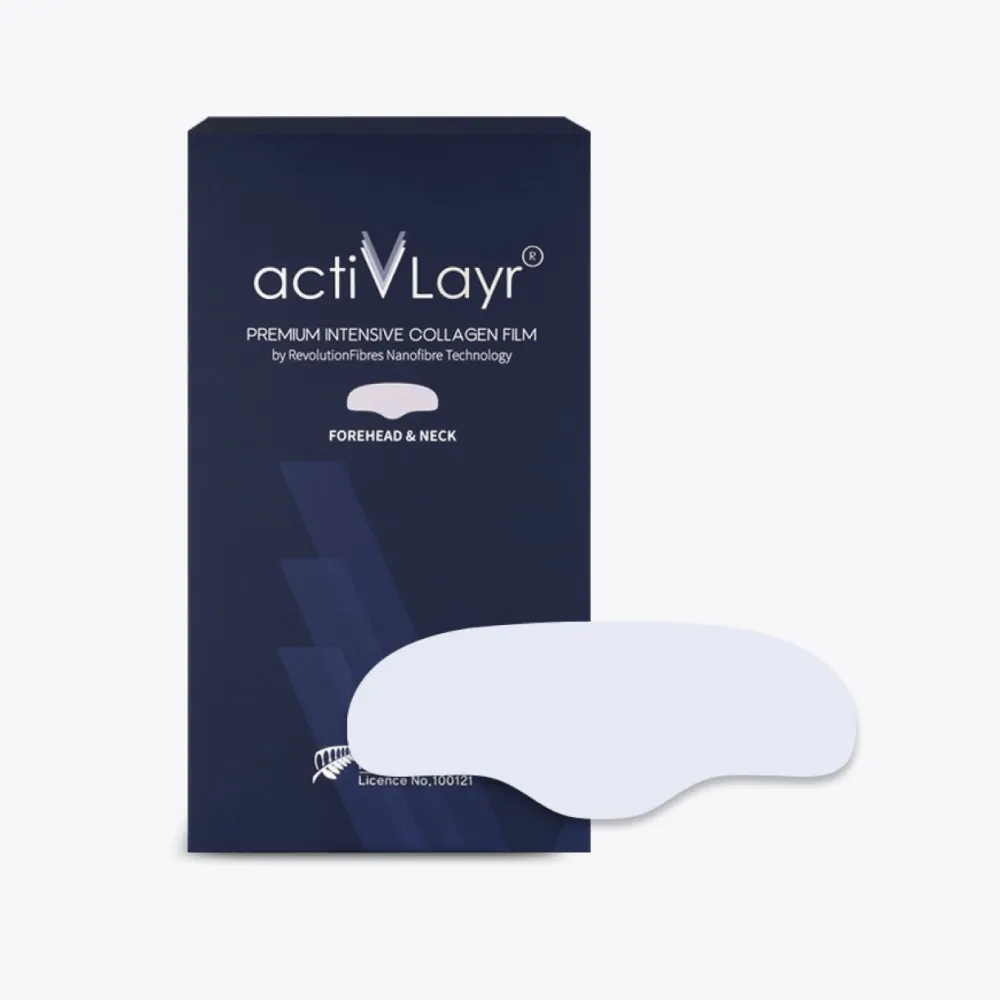 actiVLayr®
PREMIUM INTENSIVE COLLAGEN FILM
by RevolutionFibres Nanofibre Technology
FOREHEAD & NECK
Licence No,100121